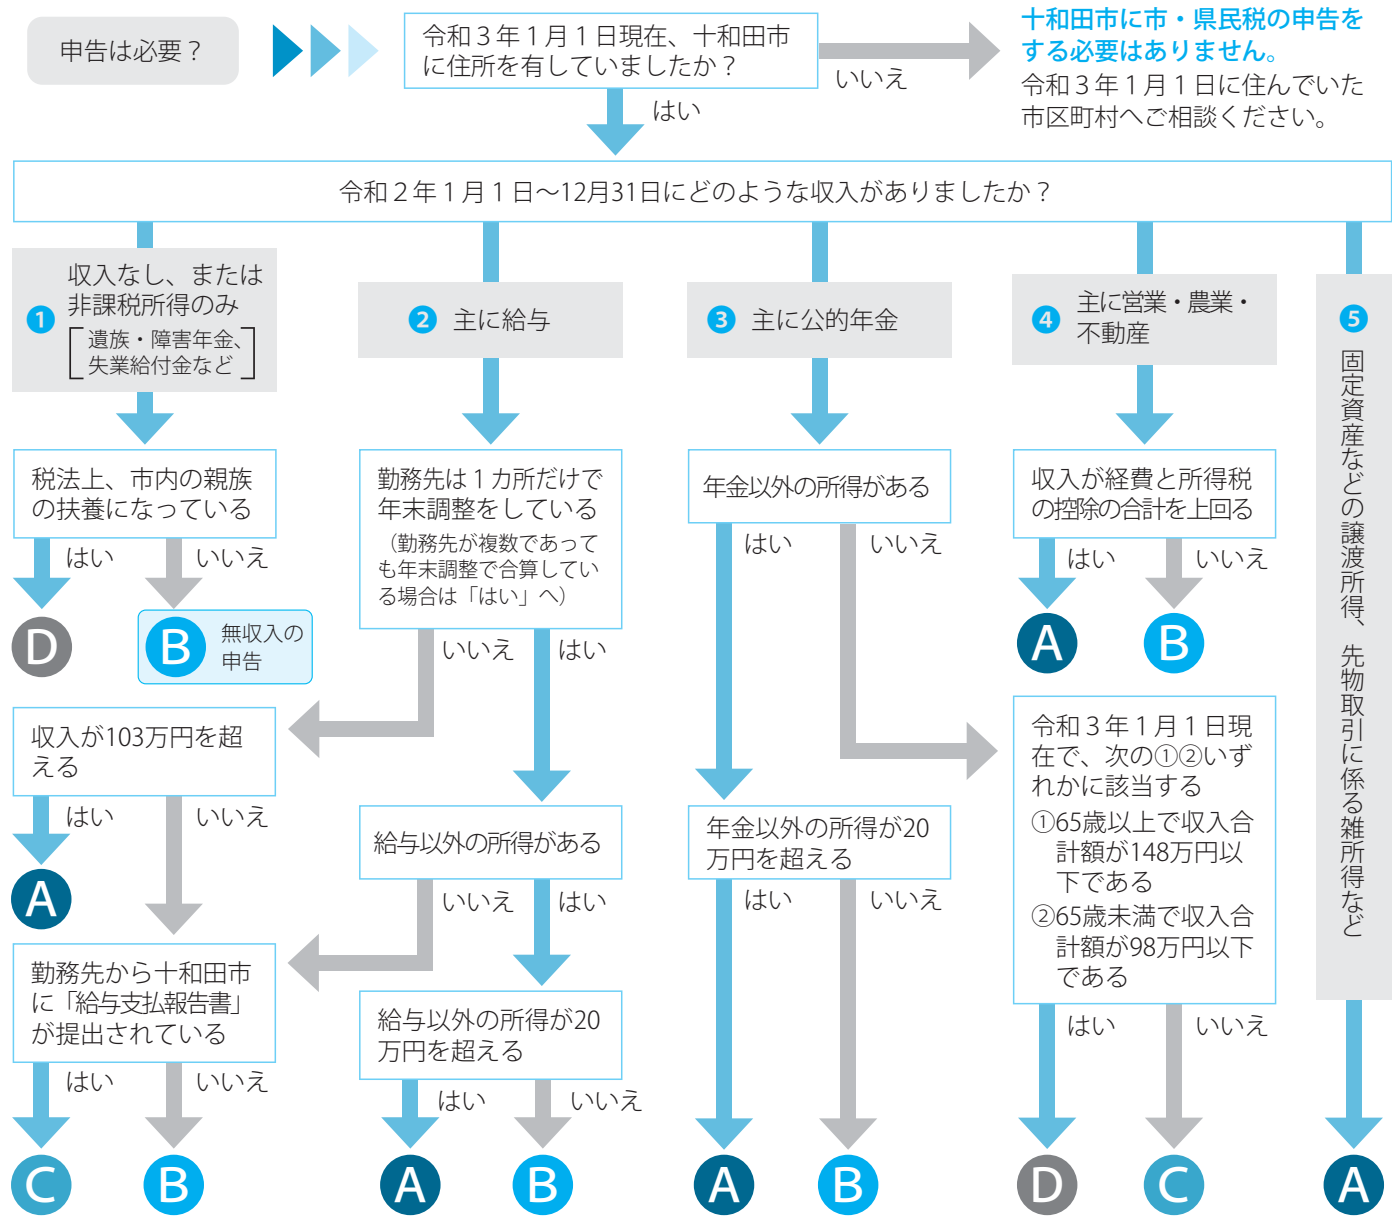 申告は必要？
令和３年１月１日現在、十和田市
に住所を有していましたか？
いいえ
はい
十和田市に市・県民税の申告を
する必要はありません。
令和３年１月１日に住んでいた
市区町村へご相談ください。
令和２年１月１日～12月31日にどのような収入がありましたか？
❶
収入なし、または
非課税所得のみ
遺族・障害年金、
失業給付金など
税法上、市内の親族
の扶養になっている
はい
いいえ
D
B
無収入の
申告
❷ 主に給与
勤務先は１カ所だけで
年末調整をしている
（勤務先が複数であって
も年末調整で合算してい
る場合は「はい」へ）
いいえ
はい
収入が103万円を超
える
はい
いいえ
A
給与以外の所得がある
いいえ
はい
勤務先から十和田市
に「給与支払報告書」
が提出されている
はい
いいえ
C
B
給与以外の所得が20
万円を超える
はい
いいえ
A
B
❸ 主に公的年金
年金以外の所得がある
はい
いいえ
年金以外の所得が20
万円を超える
はい
いいえ
A
B
❹
主に営業・農業・
不動産
収入が経費と所得税
の控除の合計を上回る
はい
いいえ
A
B
令和３年１月１日現
在で、次の①②いず
れかに該当する
①65歳以上で収入合
計額が148万円以
下である
②65歳未満で収入合
計額が98万円以下
である
はい
いいえ
D
C
❺
固定資産などの譲渡所得、先物取引に係る雑所得など
A